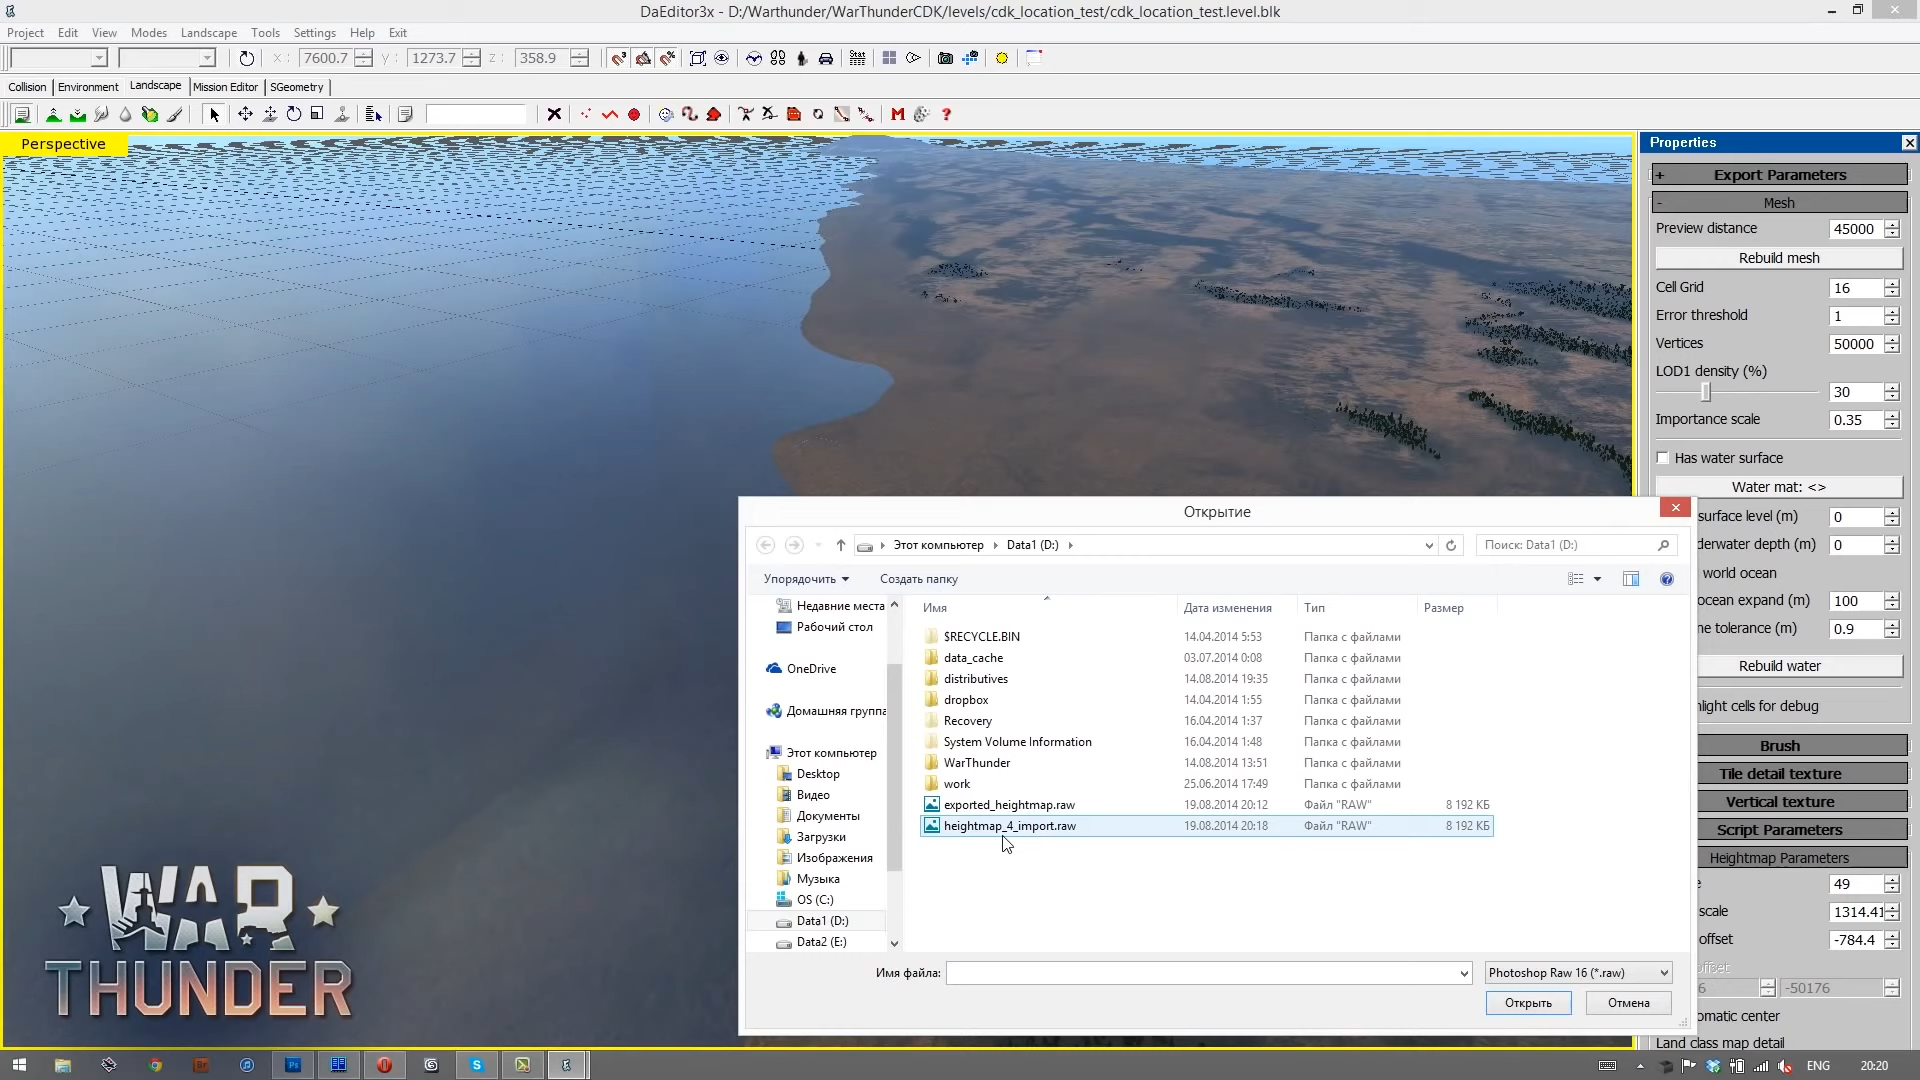 DaEditor3x - D:/Warthunder/WarThunderCDK/levels/cdk_location_test/cdk_location_test.level.blk
Project Edit View Modes Landscape Tools Settings Help Exit
x: 7600.7 y: 1273.7 z: 358.9 Stat
Collision Environment Landscape Mission Editor SGeometry
Perspective
Properties
+ Export Parameters
- Mesh
Preview distance 45000
Rebuild mesh
Cell Grid 16
Error threshold 1
Vertices 50000
LOD1 density (%)
30
Importance scale 0.35
Has water surface
Water mat: <>
surface level (m) 0
derwater depth (m) 0
world ocean
ocean expand (m) 100
ne tolerance (m) 0.9
Rebuild water
nlight cells for debug
Brush
Tile detail texture
Vertical texture
Script Parameters
Heightmap Parameters
49
scale 1314.41
offset -784.4
offset
6 -50176
omatic center
Land class map detail
Открытие
Этот компьютер Data1 (D:)
Поиск: Data1 (D:)
Упорядочить Создать папку
Недавние места
Рабочий стол
OneDrive
Домашняя группа
Этот компьютер
Desktop
Видео
Документы
Загрузки
Изображения
Музыка
OS (C:)
Data1 (D:)
Data2 (E:)
Имя Дата изменения Тип Размер
$RECYCLE.BIN 14.04.2014 5:53 Папка с файлами
data_cache 03.07.2014 0:08 Папка с файлами
distributives 14.08.2014 19:35 Папка с файлами
dropbox 14.04.2014 1:55 Папка с файлами
Recovery 16.04.2014 1:37 Папка с файлами
System Volume Information 16.04.2014 1:48 Папка с файлами
WarThunder 14.08.2014 13:51 Папка с файлами
work 25.06.2014 17:49 Папка с файлами
exported_heightmap.raw 19.08.2014 20:12 Файл "RAW" 8 192 КБ
heightmap_4_import.raw 19.08.2014 20:18 Файл "RAW" 8 192 КБ
Имя файла: Photoshop Raw 16 (*.raw)
Открыть Отмена
WAR
THUNDER
ENG 20:20